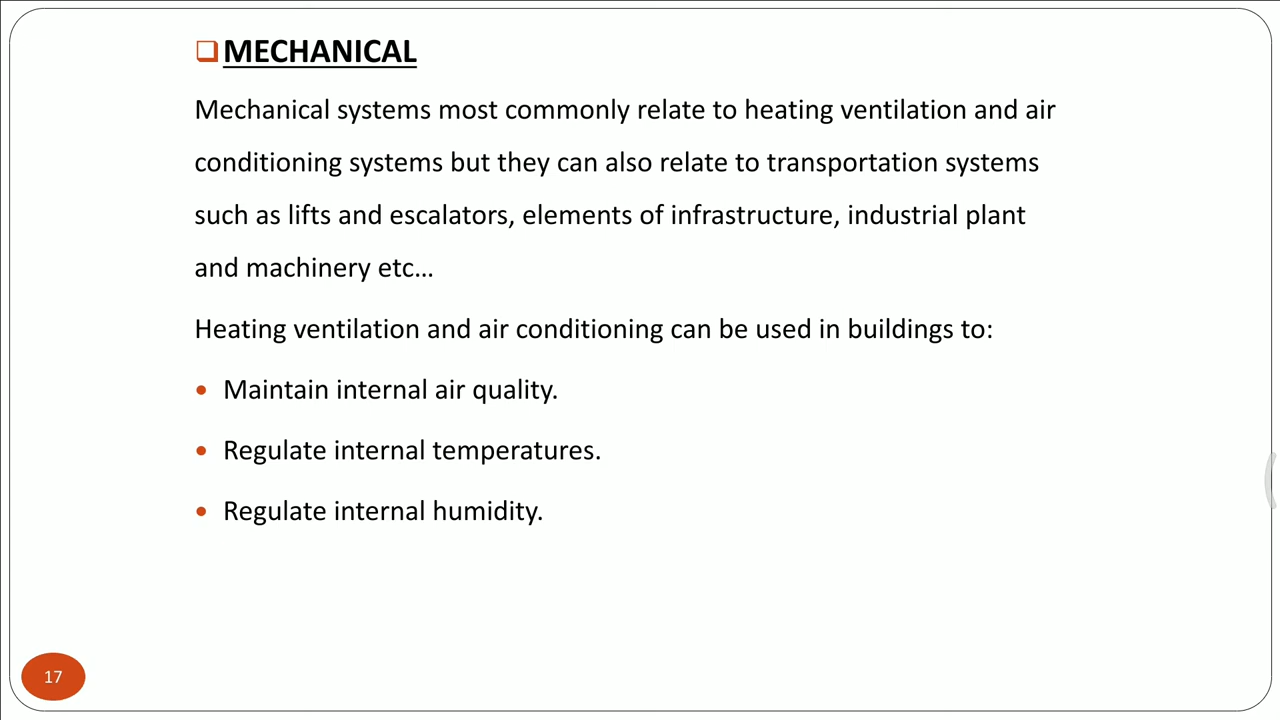 MECHANICAL
Mechanical systems most commonly relate to heating ventilation and air
conditioning systems but they can also relate to transportation systems
such as lifts and escalators, elements of infrastructure, industrial plant
and machinery etc…
Heating ventilation and air conditioning can be used in buildings to:
• Maintain internal air quality.
• Regulate internal temperatures.
• Regulate internal humidity.
17